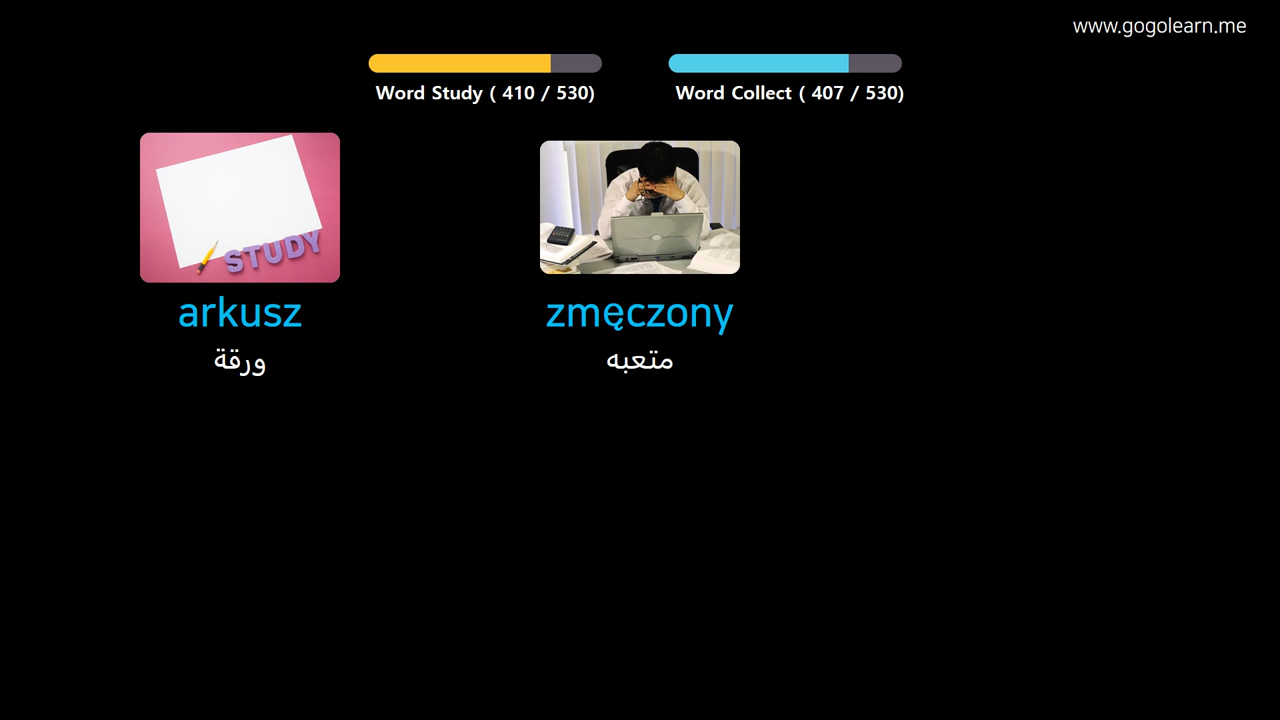 www.gogolearn.me
Word Study ( 410 / 530)
Word Collect ( 407 / 530)
STUDY
arkusz
zmęczony
ورقة
متعبه